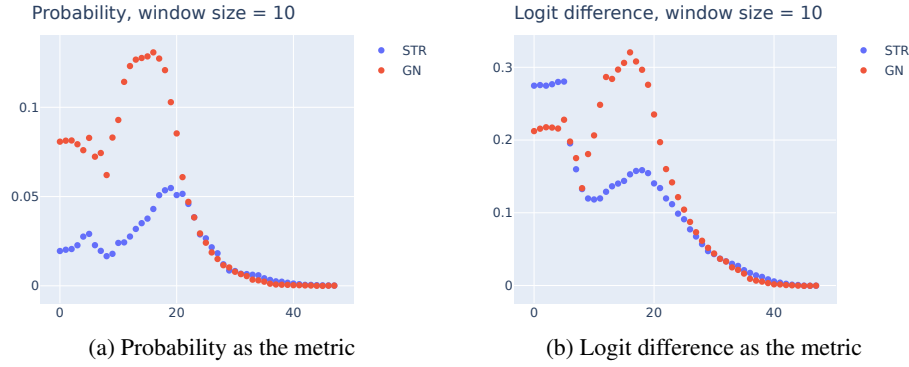 Probability, window size = 10
STR
GN
0.1
0.05
0
0
20
40
(a) Probability as the metric
Logit difference, window size = 10
STR
GN
0.3
0.2
0.1
0
0
20
40
(b) Logit difference as the metric